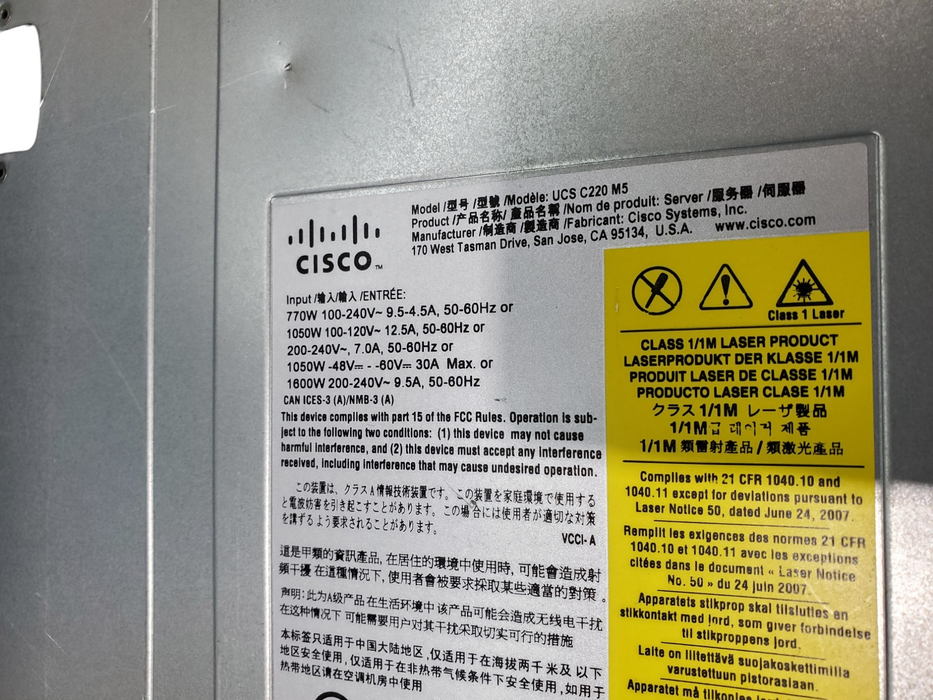 Model /型号 /型號 /Modèle: UCS C220 M5
Product /产品名称/ 產品名稱 /Nom de produit: Server /服务器 /伺服器
Manufacturer /制造商 /製造商 /Fabricant: Cisco Systems, Inc.
170 West Tasman Drive, San Jose, CA 95134, U.S.A. www.cisco.com
CISCO™
Input /输入/輸入 /ENTRÉE:
770W 100-240V~ 9.5-4.5A, 50-60Hz or
1050W 100-120V~ 12.5A, 50-60Hz or
200-240V~, 7.0A, 50-60Hz or
1050W -48V⎓ - -60V⎓ 30A Max. or
1600W 200-240V~ 9.5A, 50-60Hz
CAN ICES-3 (A)/NMB-3 (A)
This device complies with part 15 of the FCC Rules. Operation is sub-
ject to the following two conditions: (1) this device may not cause
harmful interference, and (2) this device must accept any interference
received, including interference that may cause undesired operation.
この装置は、クラスA情報技術装置です。この装置を家庭環境で使用する
と電波妨害を引き起こすことがあります。この場合には使用者が適切な対策
を講ずるよう要求されることがあります。
VCCI-A
這是甲類的資訊產品, 在居住的環境中使用時, 可能會造成射
頻干擾 在這種情況下, 使用者會被要求採取某些適當的對策 。
声明: 此为A级产品 在生活环境中该产品可能会造成无线电干扰
在这种情况下 可能需要用户对其干扰采取切实可行的措施
本标签只适用于中国大陆地区,仅适用于在海拔两千米及以下
地区安全使用, 仅适用于在非热带气候条件下安全使用, 如用于
热带地区请在空调机房中使用
Class 1 Laser
CLASS 1/1M LASER PRODUCT
LASERPRODUKT DER KLASSE 1/1M
PRODUIT LASER DE CLASSE 1/1M
PRODUCTO LASER CLASE 1/1M
クラス 1/1M レーザ製品
1/1M급 레이저 제품
1/1M 類雷射產品 / 類激光產品
Complies with 21 CFR 1040.10 and
1040.11 except for deviations pursuant to
Laser Notice 50, dated June 24, 2007.
Remplit les exigences des normes 21 CFR
1040.10 et 1040.11 avec les exceptions
citées dans le document « Laser Notice
No. 50 » du 24 juin 2007.
Apparatets stikprop skal tilsluttes en
stikkontakt med jord, som giver forbindelse
til stikproppens jord.
Laite on liitettävä suojakoskettimilla
varustettuun pistorasiaan.
Apparatet må tilkoples